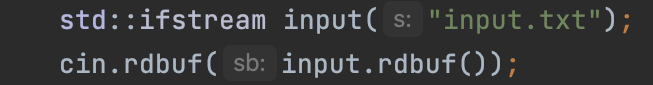 std::ifstream input( s: "input.txt");
cin.rdbuf( sb: input.rdbuf());